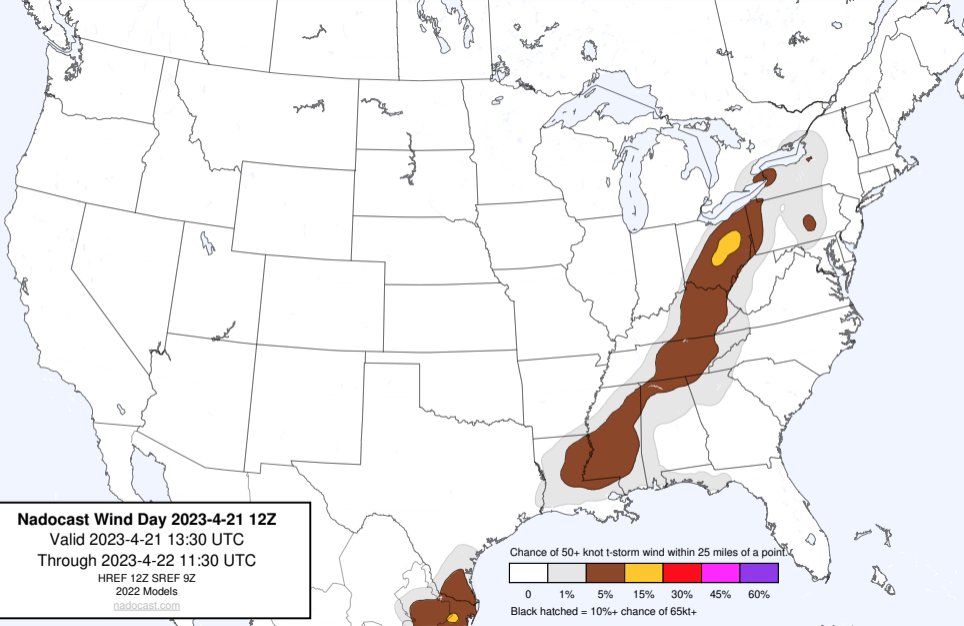 Nadocast Wind Day 2023-4-21 12Z
Valid 2023-4-21 13:30 UTC
Through 2023-4-22 11:30 UTC
HREF 12Z SREF 9Z
2022 Models
nadocast.com
Chance of 50+ knot t-storm wind within 25 miles of a point.
0 1% 5% 15% 30% 45% 60%
Black hatched = 10%+ chance of 65kt+